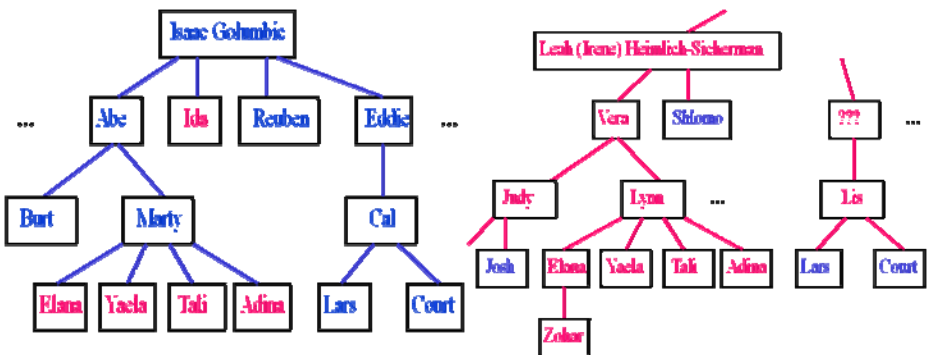 Isaac Golumbic
Leah (Irene) Heimlich-Sicherman
... Abe Ida Reuben Eddie ...
Vera Shlomo ??? ...
Burt Marty Cal
Judy Lynn ... Lis
Elana Yaela Tali Adina Lars Court
Josh Elana Yaela Tali Adina Lars Court
Zohar